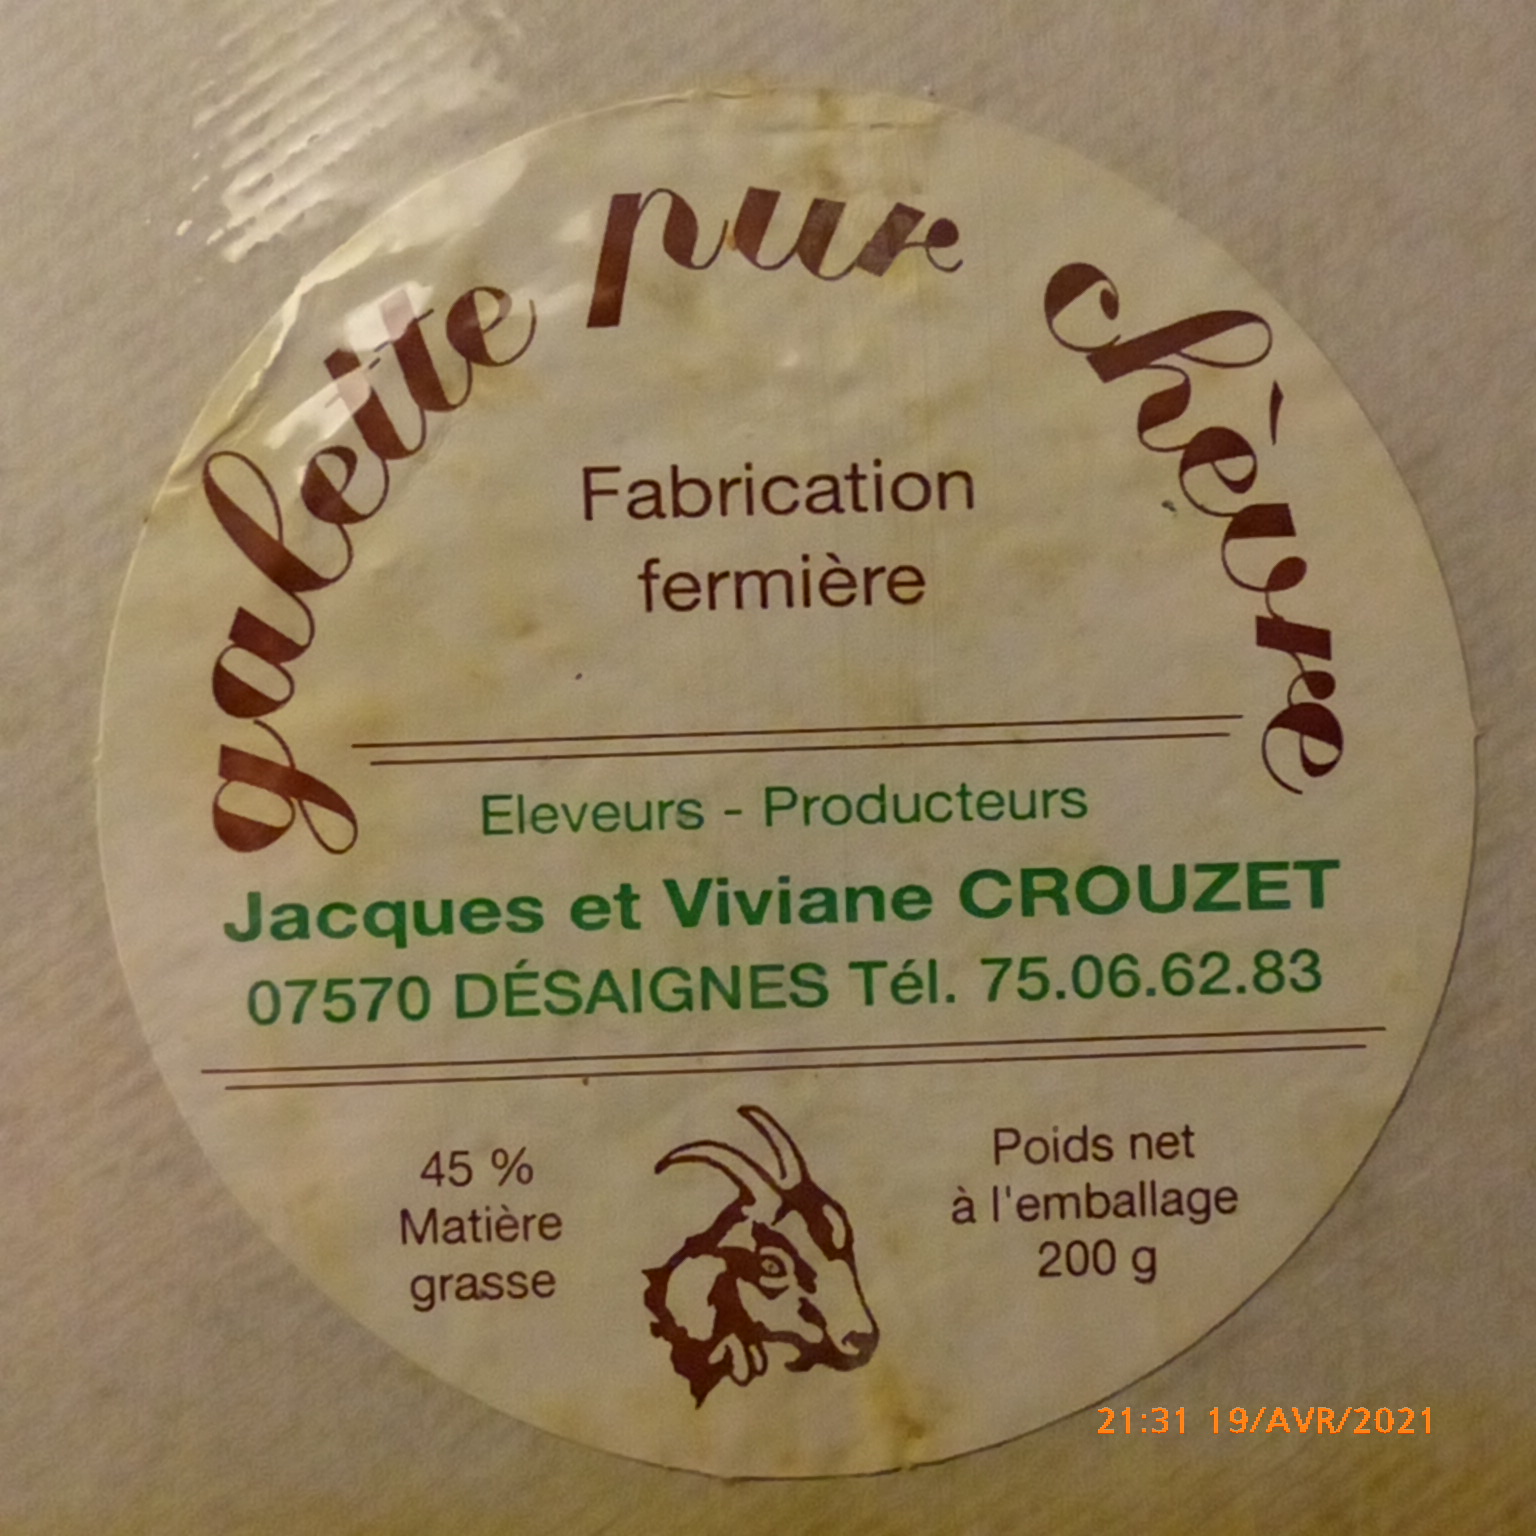 galette pur chèvre
Fabrication
fermière
Eleveurs - Producteurs
Jacques et Viviane CROUZET
07570 DÉSAIGNES Tél. 75.06.62.83
45 %
Matière
grasse
Poids net
à l'emballage
200 g
21:31 19/AVR/2021